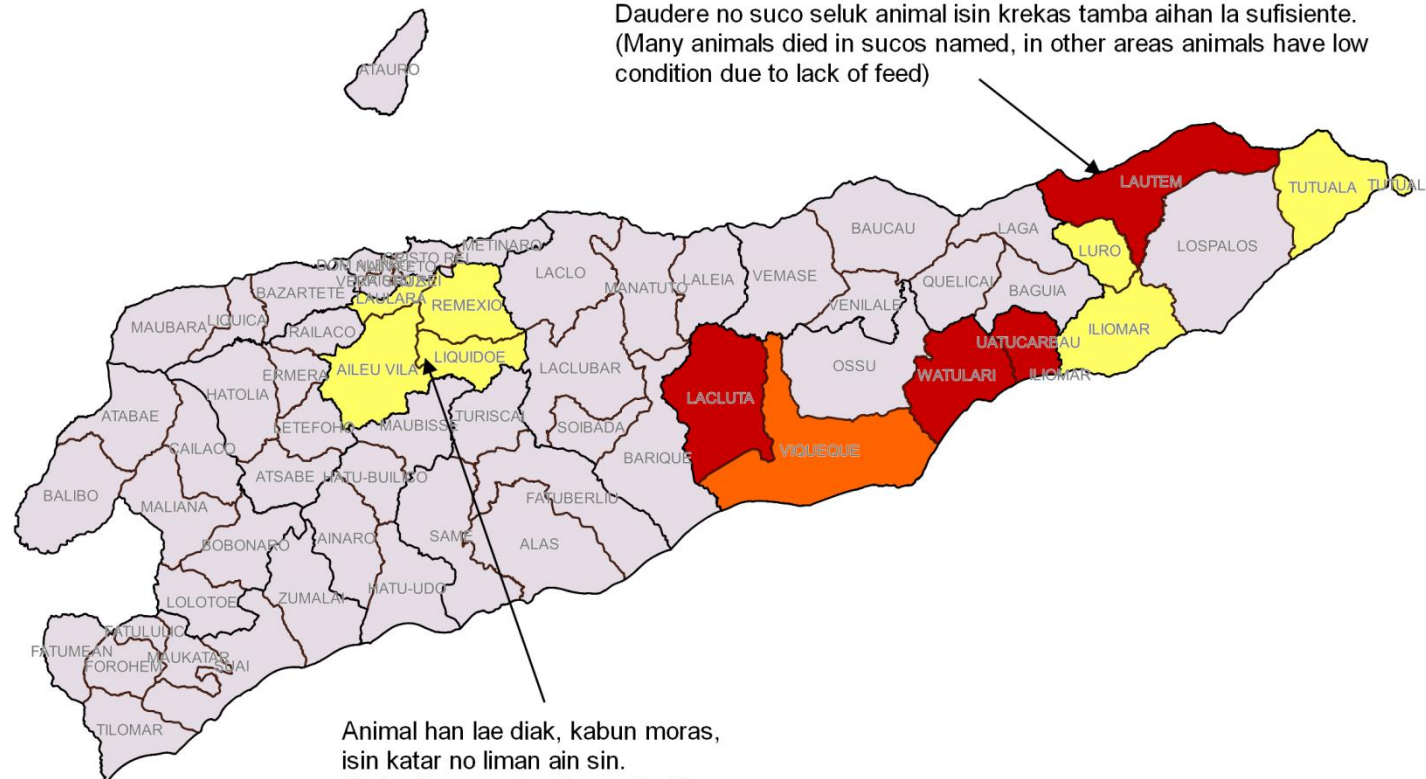 Daudere no suco seluk animal isin krekas tamba aihan la sufisiente.
(Many animals died in sucos named, in other areas animals have low
condition due to lack of feed)
ATAURO
LAUTEM
TUTUALA
TUTUAL
BAUCAU
LAGA
LURO
LOSPALOS
METINARO
CRISTO REI
LACLO
MANATUTO
LALEIA
VEMASE
VENILALE
QUELICAI
BAGUIA
ILIOMAR
BAZARTETE
LAULARA
REMEXIO
MAUBARA
LIQUICA
RAILACO
AILEU VILA
LIQUIDOE
LACLUBAR
OSSU
WATULARI
UATUCARBAU
ILIOMAR
ERMERA
HATOLIA
LACLUTA
ATABAE
LETEFOHO
MAUBISSE
TURISCAI
SOIBADA
BARIQUE
VIQUEQUE
CAILACO
ATSABE
HATU-BUILICO
BALIBO
MALIANA
FATUBERLIU
BOBONARO
AINARO
SAME
ALAS
LOLOTOE
ZUMALAI
HATU-UDO
FATULULIC
FATUMEAN
FOROHEM
MAUKATAR
SUAI
TILOMAR
Animal han lae diak, kabun moras,
isin katar no liman ain sin.